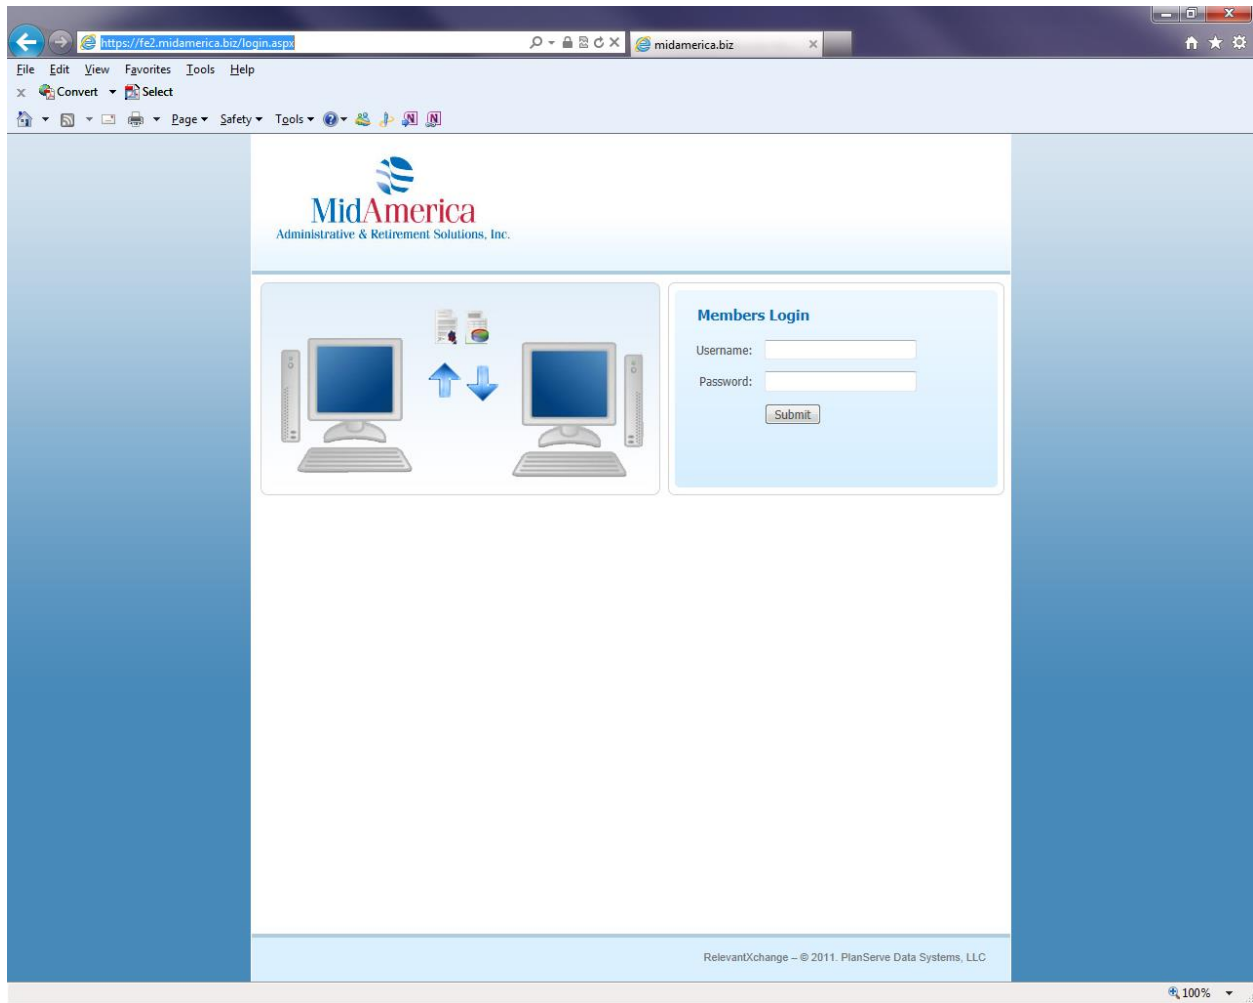 https://fe2.midamerica.biz/login.aspx
midamerica.biz
File Edit View Favorites Tools Help
x Convert Select
Page Safety Tools
MidAmerica
Administrative & Retirement Solutions, Inc.
Members Login
Username:
Password:
Submit
RelevantXchange – © 2011. PlanServe Data Systems, LLC
100%